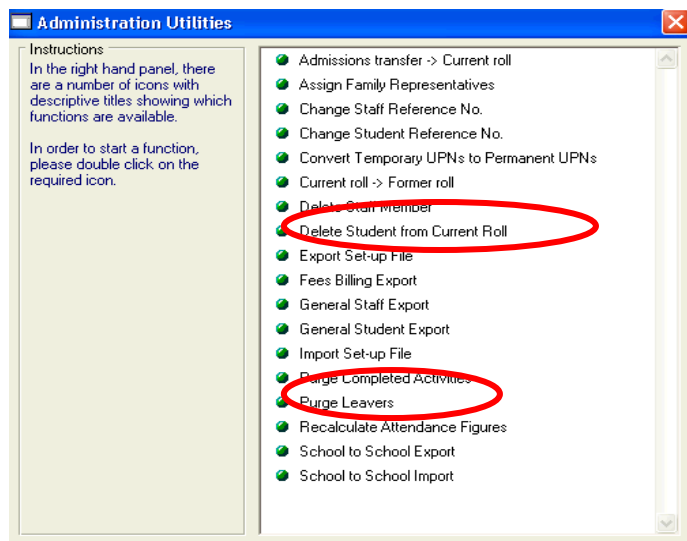 Administration Utilities
Instructions
In the right hand panel, there
are a number of icons with
descriptive titles showing which
functions are available.
In order to start a function,
please double click on the
required icon.
Admissions transfer -> Current roll
Assign Family Representatives
Change Staff Reference No.
Change Student Reference No.
Convert Temporary UPNs to Permanent UPNs
Current roll -> Former roll
Delete Staff Member
Delete Student from Current Roll
Export Set-up File
Fees Billing Export
General Staff Export
General Student Export
Import Set-up File
Purge Completed Activities
Purge Leavers
Recalculate Attendance Figures
School to School Export
School to School Import